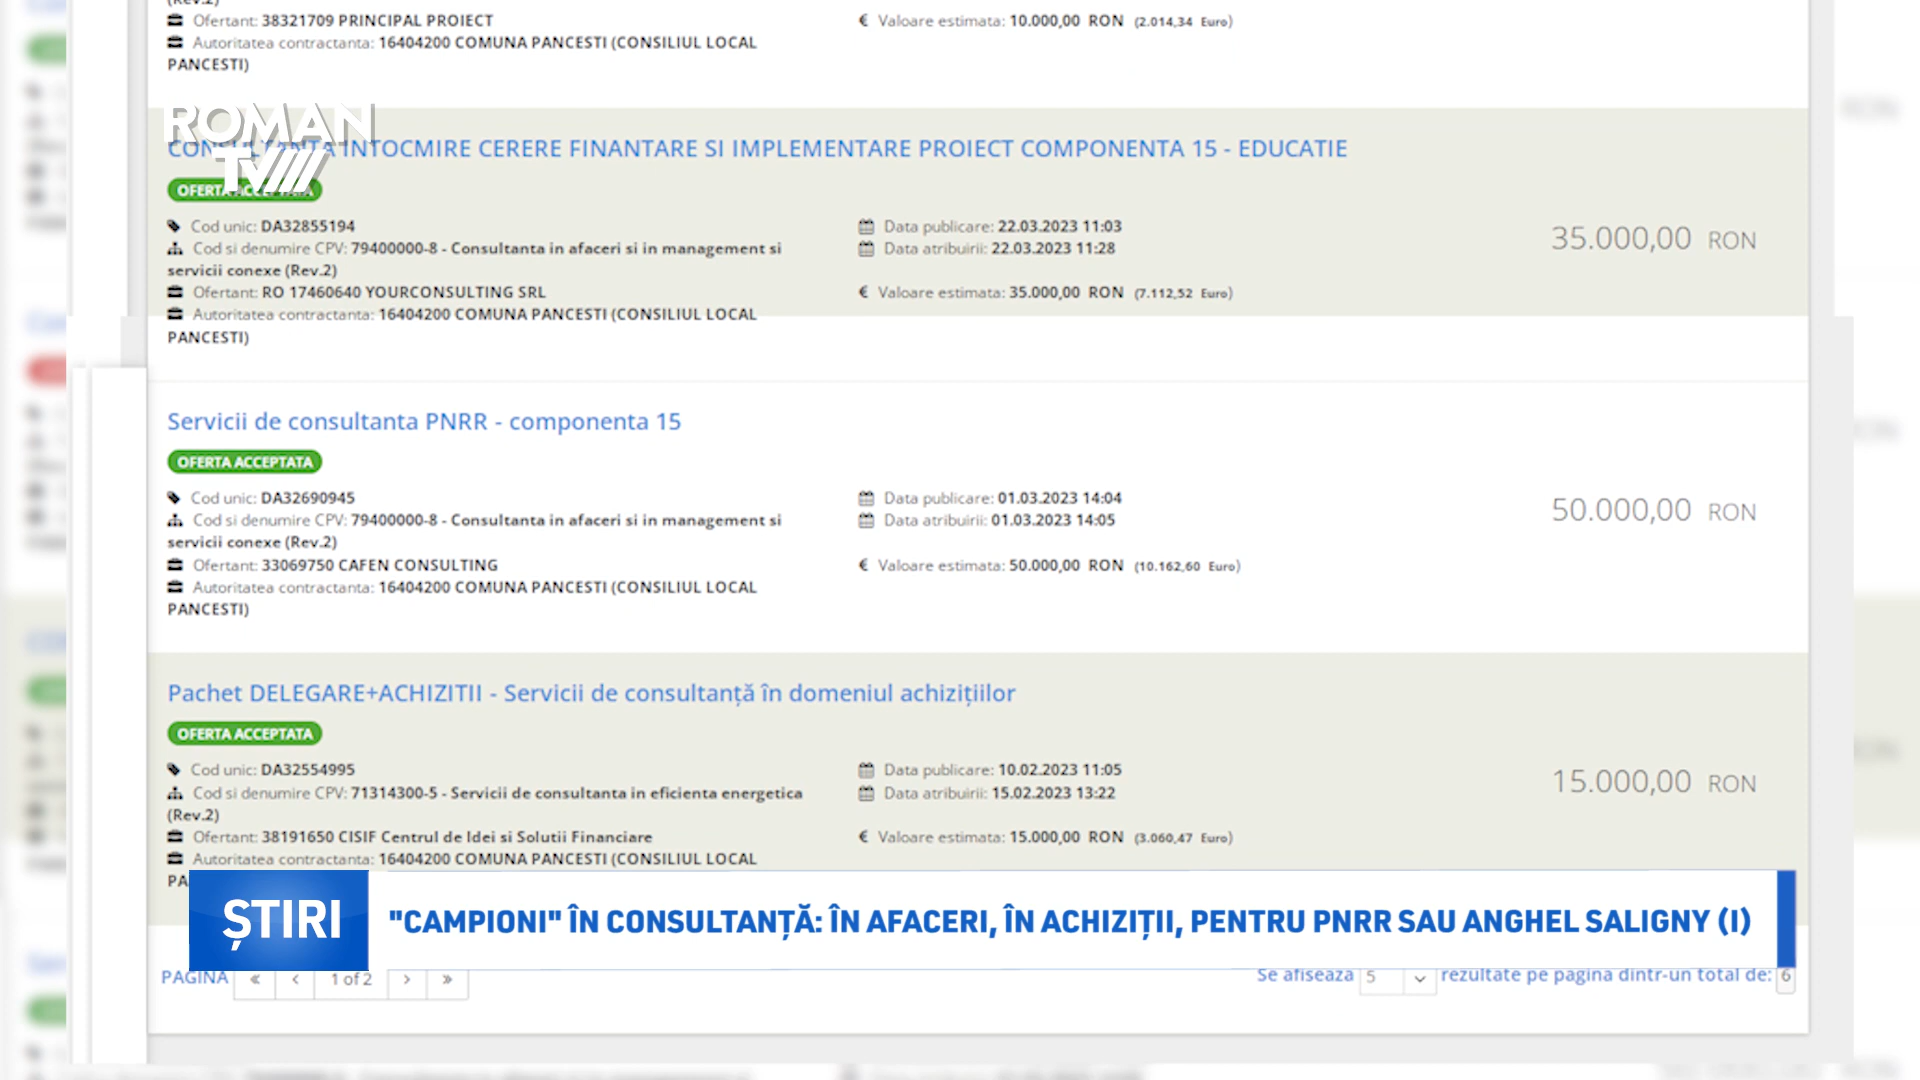 Ofertant: 38321709 PRINCIPAL PROIECT
€ Valoare estimata: 10.000,00 RON (2.014,34 Euro)
Autoritatea contractanta: 16404200 COMUNA PANCESTI (CONSILIUL LOCAL
PANCESTI)
ROMAN
TV
CONSULTANTA INTOCMIRE CERERE FINANTARE SI IMPLEMENTARE PROIECT COMPONENTA 15 - EDUCATIE
OFERTA ACCEPTATA
Cod unic: DA32855194
Data publicare: 22.03.2023 11:03
Cod si denumire CPV: 79400000-8 - Consultanta in afaceri si in management si
servicii conexe (Rev.2)
Data atribuirii: 22.03.2023 11:28
35.000,00 RON
Ofertant: RO 17460640 YOURCONSULTING SRL
€ Valoare estimata: 35.000,00 RON (7.112,52 Euro)
Autoritatea contractanta: 16404200 COMUNA PANCESTI (CONSILIUL LOCAL
PANCESTI)
Servicii de consultanta PNRR - componenta 15
OFERTA ACCEPTATA
Cod unic: DA32690945
Data publicare: 01.03.2023 14:04
Cod si denumire CPV: 79400000-8 - Consultanta in afaceri si in management si
servicii conexe (Rev.2)
Data atribuirii: 01.03.2023 14:05
50.000,00 RON
Ofertant: 33069750 CAFEN CONSULTING
€ Valoare estimata: 50.000,00 RON (10.162,60 Euro)
Autoritatea contractanta: 16404200 COMUNA PANCESTI (CONSILIUL LOCAL
PANCESTI)
Pachet DELEGARE+ACHIZITII - Servicii de consultanță în domeniul achizițiilor
OFERTA ACCEPTATA
Cod unic: DA32554995
Data publicare: 10.02.2023 11:05
Cod si denumire CPV: 71314300-5 - Servicii de consultanta in eficienta energetica
(Rev.2)
Data atribuirii: 15.02.2023 13:22
15.000,00 RON
Ofertant: 38191650 CISIF Centrul de Idei si Solutii Financiare
€ Valoare estimata: 15.000,00 RON (3.060,47 Euro)
Autoritatea contractanta: 16404200 COMUNA PANCESTI (CONSILIUL LOCAL
PA
ȘTIRI
"CAMPIONI" ÎN CONSULTANȚĂ: ÎN AFACERI, ÎN ACHIZIȚII, PENTRU PNRR SAU ANGHEL SALIGNY (I)
PAGINA « ‹ 1 of 2 › »
Se afiseaza 5 rezultate pe pagina dintr-un total de: 6